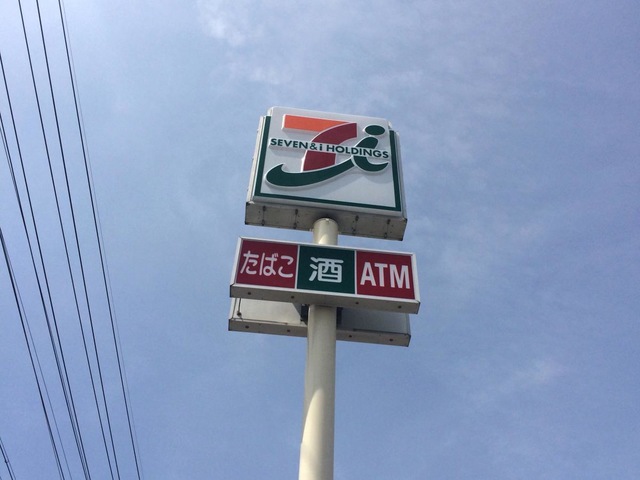 SEVEN & i HOLDINGS
たばこ 酒 ATM